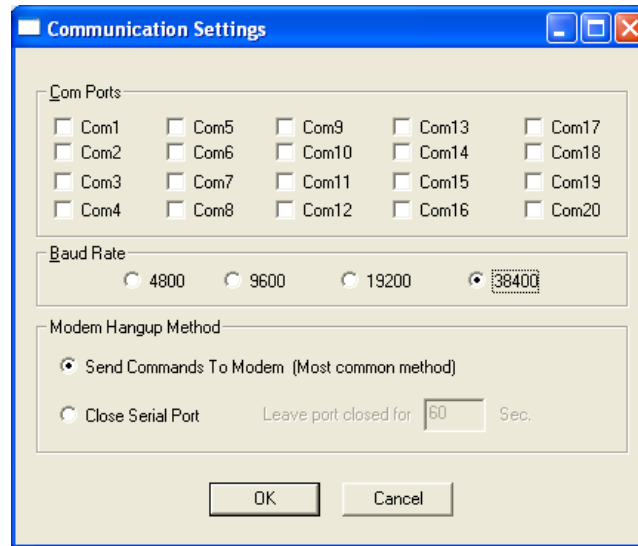 Communication Settings
Com Ports
Com1 Com5 Com9 Com13 Com17
Com2 Com6 Com10 Com14 Com18
Com3 Com7 Com11 Com15 Com19
Com4 Com8 Com12 Com16 Com20
Baud Rate
4800 9600 19200 38400
Modem Hangup Method
Send Commands To Modem (Most common method)
Close Serial Port Leave port closed for 60 Sec.
OK Cancel